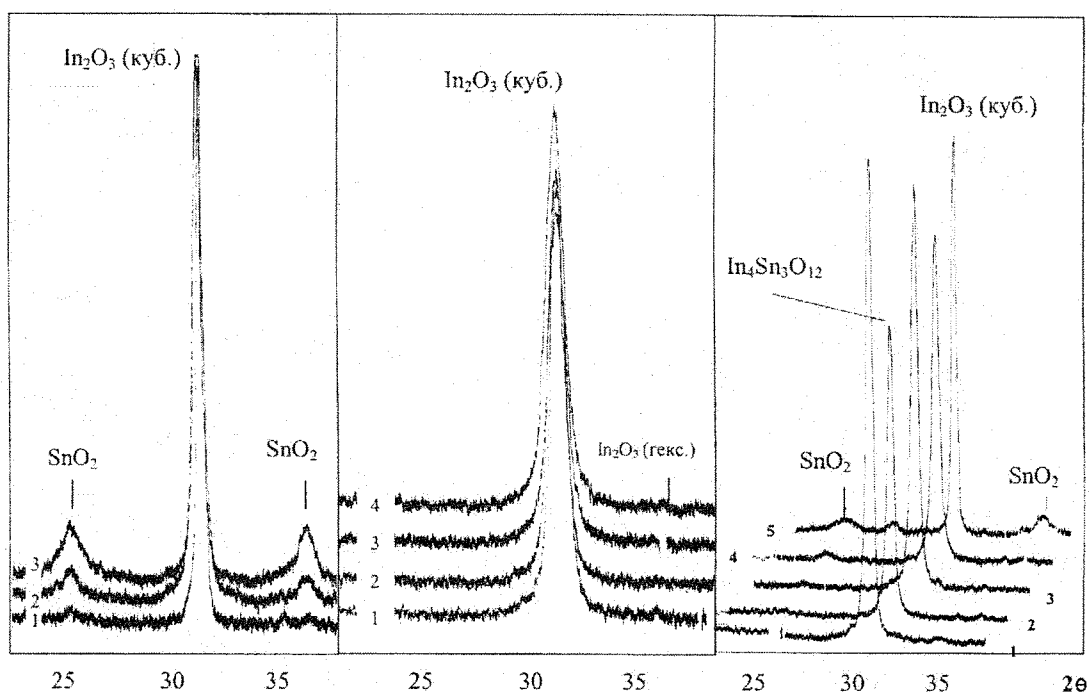 In₂O₃ (куб.)
SnO₂
SnO₂
3
2
1
25 30 35
In₂O₃ (куб.)
In₂O₃ (гекс.)
4
3
2
1
25 30 35
In₂O₃ (куб.)
In₄Sn₃O₁₂
SnO₂
SnO₂
5
4
3
2
1
25 30 35 2θ